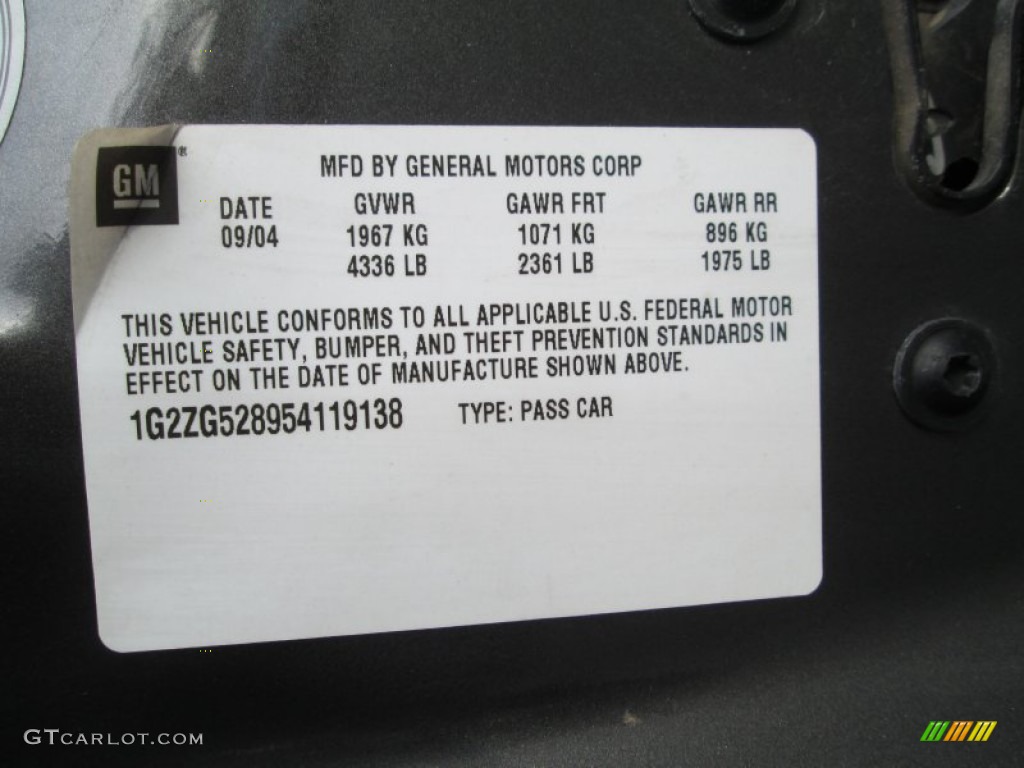 GM®
MFD BY GENERAL MOTORS CORP
DATE GVWR GAWR FRT GAWR RR
09/04 1967 KG 1071 KG 896 KG
4336 LB 2361 LB 1975 LB
THIS VEHICLE CONFORMS TO ALL APPLICABLE U.S. FEDERAL MOTOR
VEHICLE SAFETY, BUMPER, AND THEFT PREVENTION STANDARDS IN
EFFECT ON THE DATE OF MANUFACTURE SHOWN ABOVE.
1G2ZG528954119138 TYPE: PASS CAR
GTCARLOT.COM